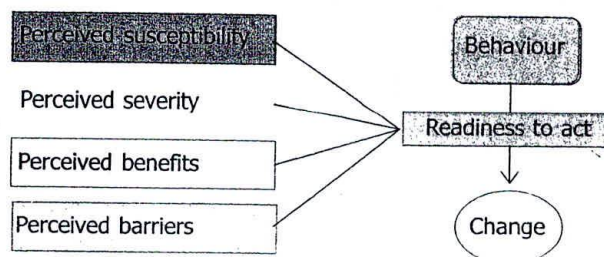 Perceived susceptibility
Perceived severity
Perceived benefits
Perceived barriers
Behaviour
Readiness to act
Change